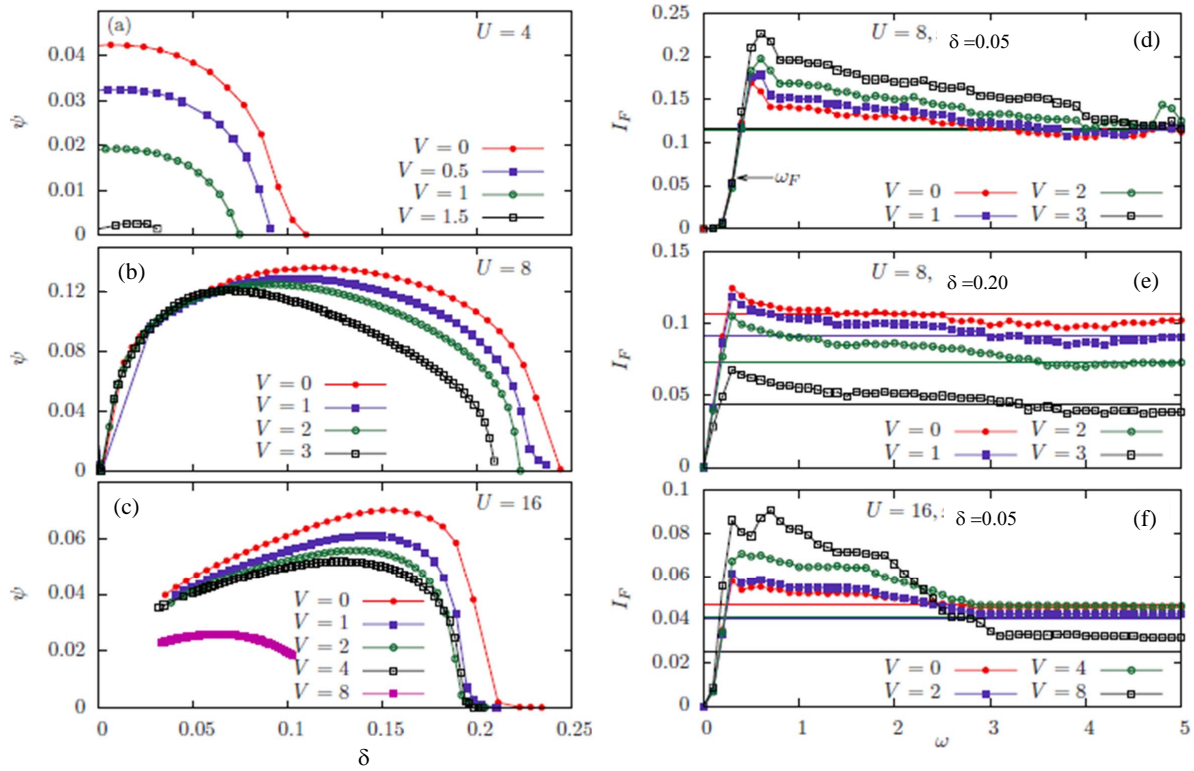 (a)
U = 4
ψ
0.04
0.03
0.02
0.01
0
V = 0
V = 0.5
V = 1
V = 1.5
(b)
U = 8
ψ
0.12
0.08
0.04
0
V = 0
V = 1
V = 2
V = 3
(c)
U = 16
ψ
0.06
0.04
0.02
0
V = 0
V = 1
V = 2
V = 4
V = 8
0 0.05 0.1 0.15 0.2 0.25
δ
U = 8, δ =0.05
(d)
I_F
0.25
0.2
0.15
0.1
0.05
0
ω_F
V = 0 V = 2
V = 1 V = 3
U = 8, δ =0.20
(e)
I_F
0.15
0.1
0.05
0
V = 0 V = 2
V = 1 V = 3
U = 16, δ =0.05
(f)
I_F
0.1
0.08
0.06
0.04
0.02
0
V = 0 V = 4
V = 2 V = 8
0 1 2 3 4 5
ω